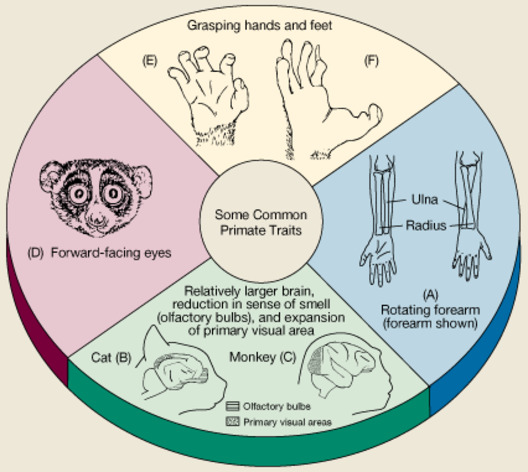 Grasping hands and feet
(E)
(F)
Some Common
Primate Traits
Ulna
Radius
(A)
Rotating forearm
(forearm shown)
(D) Forward-facing eyes
Relatively larger brain,
reduction in sense of smell
(olfactory bulbs), and expansion
of primary visual area
Cat (B)
Monkey (C)
Olfactory bulbs
Primary visual areas